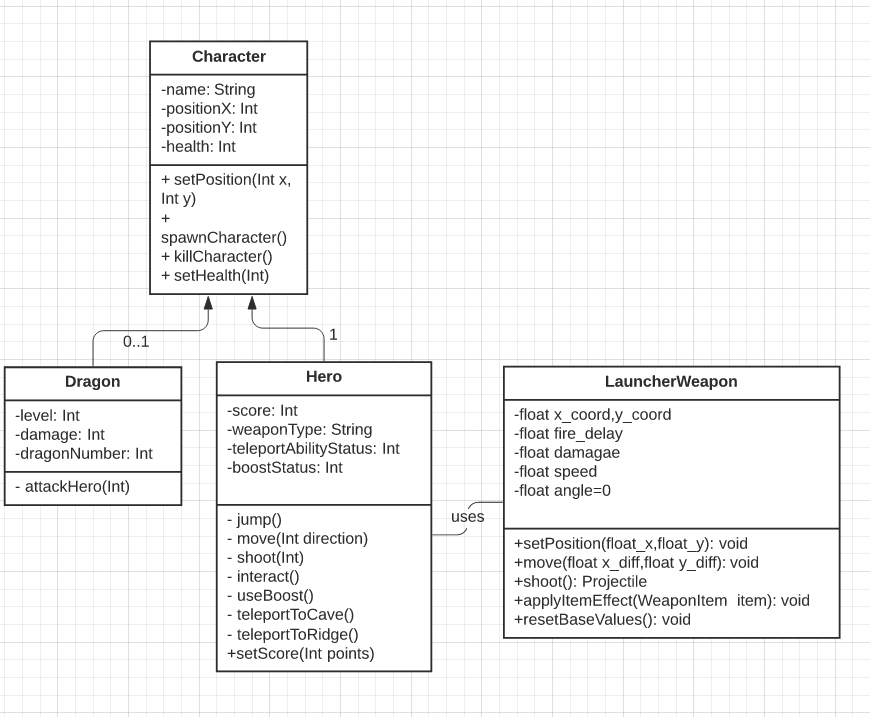 Character
-name: String
-positionX: Int
-positionY: Int
-health: Int
+ setPosition(Int x,
Int y)
+
spawnCharacter()
+ killCharacter()
+ setHealth(Int)
0..1
1
Dragon
-level: Int
-damage: Int
-dragonNumber: Int
- attackHero(Int)
Hero
-score: Int
-weaponType: String
-teleportAbilityStatus: Int
-boostStatus: Int
- jump()
- move(Int direction)
- shoot(Int)
- interact()
- useBoost()
- teleportToCave()
- teleportToRidge()
+setScore(Int points)
uses
LauncherWeapon
-float x_coord,y_coord
-float fire_delay
-float damagae
-float speed
-float angle=0
+setPosition(float_x,float_y): void
+move(float x_diff,float y_diff): void
+shoot(): Projectile
+applyItemEffect(WeaponItem item): void
+resetBaseValues(): void